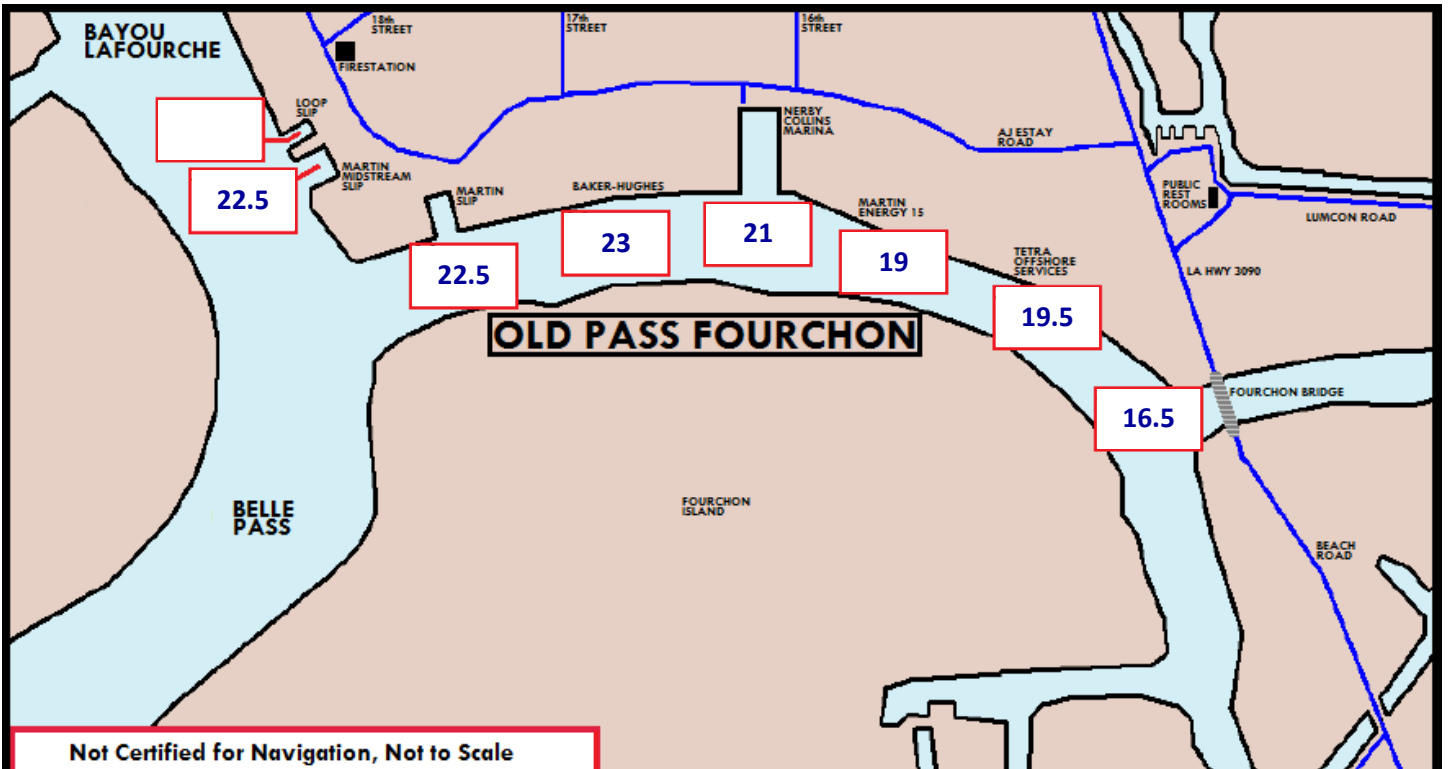 BAYOU
LAFOURCHE
18th
STREET
17th
STREET
16th
STREET
FIRESTATION
LOOP
SLIP
NERBY
COLLINS
MARINA
AJ ESTAY
ROAD
MARTIN
MIDSTREAM
SLIP
22.5
MARTIN
SLIP
BAKER-HUGHES
PUBLIC
REST
ROOMS
MARTIN
ENERGY 15
LUMCON ROAD
22.5
23
21
19
TETRA
OFFSHORE
SERVICES
LA HWY 3090
19.5
OLD PASS FOURCHON
16.5
FOURCHON BRIDGE
BELLE
PASS
FOURCHON
ISLAND
BEACH
ROAD
Not Certified for Navigation, Not to Scale